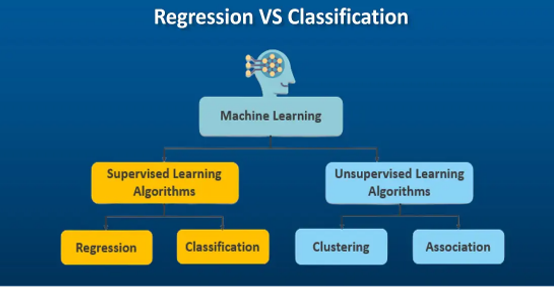 Regression VS Classification
Machine Learning
Supervised Learning
Algorithms
Unsupervised Learning
Algorithms
Regression
Classification
Clustering
Association